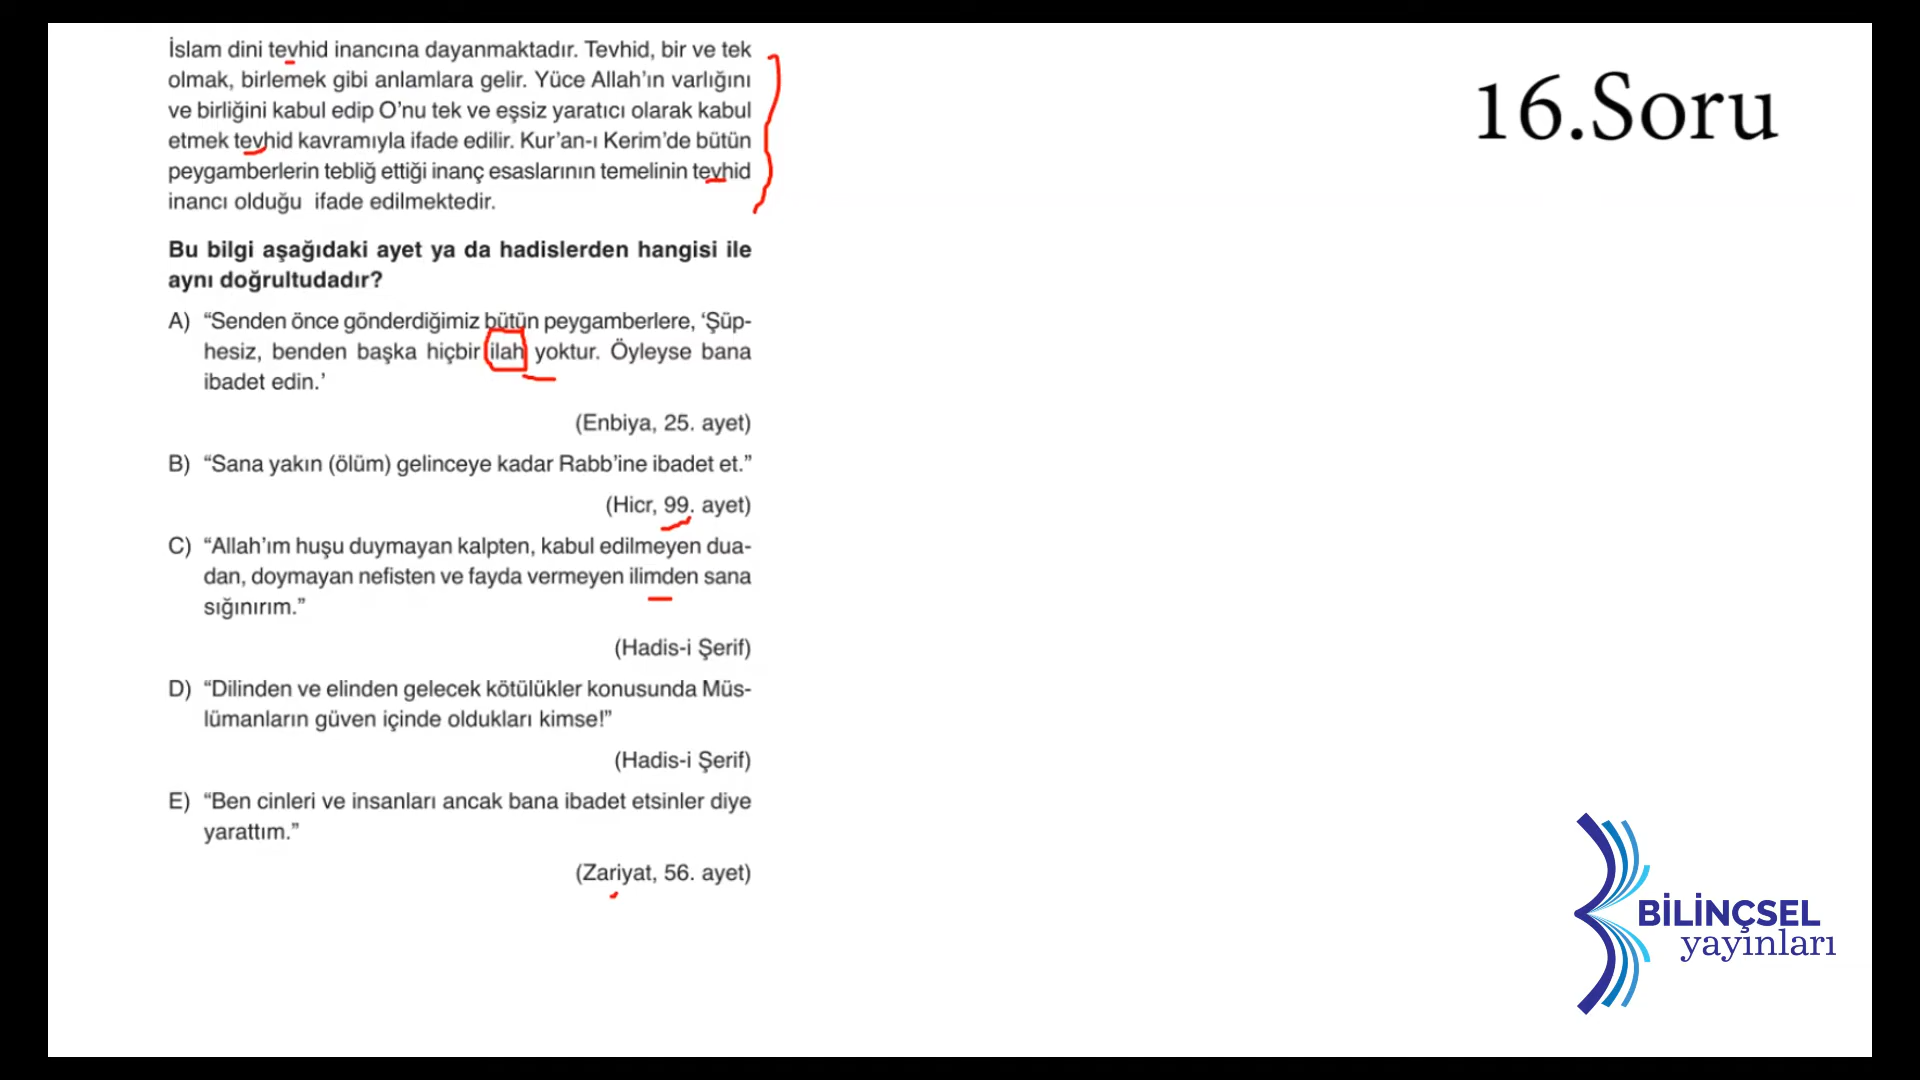 İslam dini tevhid inancına dayanmaktadır. Tevhid, bir ve tek
olmak, birlemek gibi anlamlara gelir. Yüce Allah’ın varlığını
ve birliğini kabul edip O’nu tek ve eşsiz yaratıcı olarak kabul
etmek tevhid kavramıyla ifade edilir. Kur’an-ı Kerim’de bütün
peygamberlerin tebliğ ettiği inanç esaslarının temelinin tevhid
inancı olduğu ifade edilmektedir.
Bu bilgi aşağıdaki ayet ya da hadislerden hangisi ile
aynı doğrultudadır?
A) “Senden önce gönderdiğimiz bütün peygamberlere, ‘Şüp-
hesiz, benden başka hiçbir ilah yoktur. Öyleyse bana
ibadet edin.’
(Enbiya, 25. ayet)
B) “Sana yakın (ölüm) gelinceye kadar Rabb’ine ibadet et.”
(Hicr, 99. ayet)
C) “Allah’ım huşu duymayan kalpten, kabul edilmeyen dua-
dan, doymayan nefisten ve fayda vermeyen ilimden sana
sığınırım.”
(Hadis-i Şerif)
D) “Dilinden ve elinden gelecek kötülükler konusunda Müs-
lümanların güven içinde oldukları kimse!”
(Hadis-i Şerif)
E) “Ben cinleri ve insanları ancak bana ibadet etsinler diye
yarattım.”
(Zariyat, 56. ayet)
16.Soru
BİLİNÇSEL
yayınları